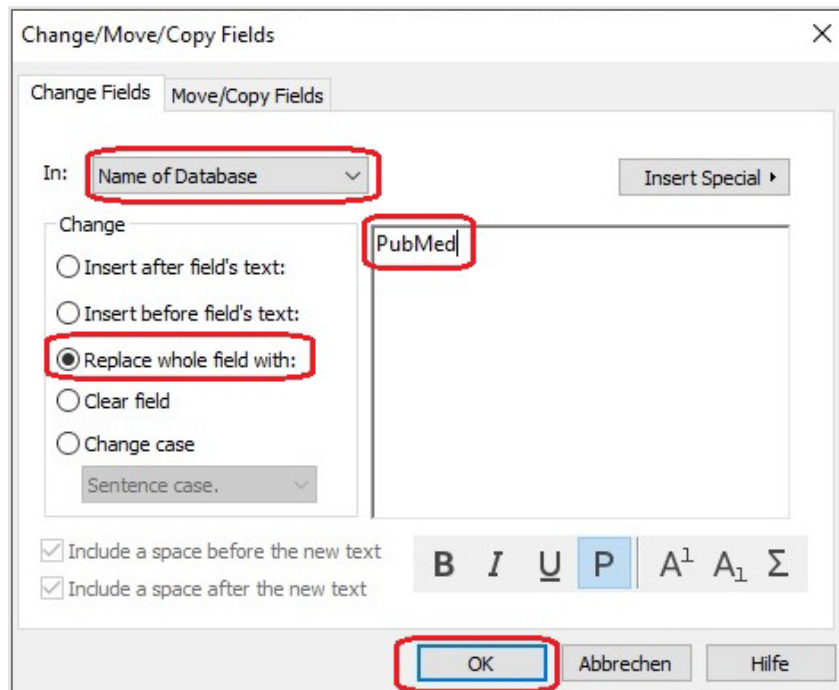 Change/Move/Copy Fields
Change Fields Move/Copy Fields
In: Name of Database Insert Special
Change
Insert after field's text:
Insert before field's text:
Replace whole field with:
Clear field
Change case
Sentence case.
PubMed
Include a space before the new text
Include a space after the new text
B I U P A1 A1 Σ
OK Abbrechen Hilfe